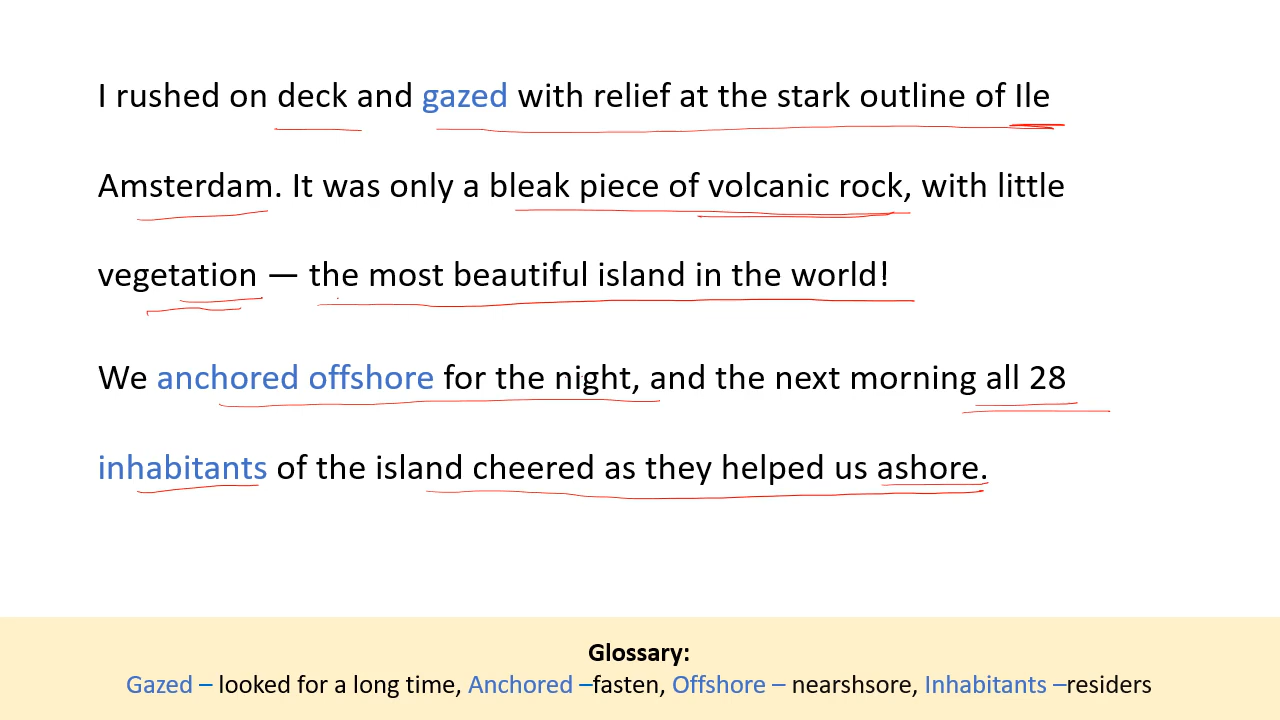 I rushed on deck and gazed with relief at the stark outline of Ile
Amsterdam. It was only a bleak piece of volcanic rock, with little
vegetation — the most beautiful island in the world!
We anchored offshore for the night, and the next morning all 28
inhabitants of the island cheered as they helped us ashore.
Glossary:
Gazed – looked for a long time, Anchored –fasten, Offshore – nearshsore, Inhabitants –residers